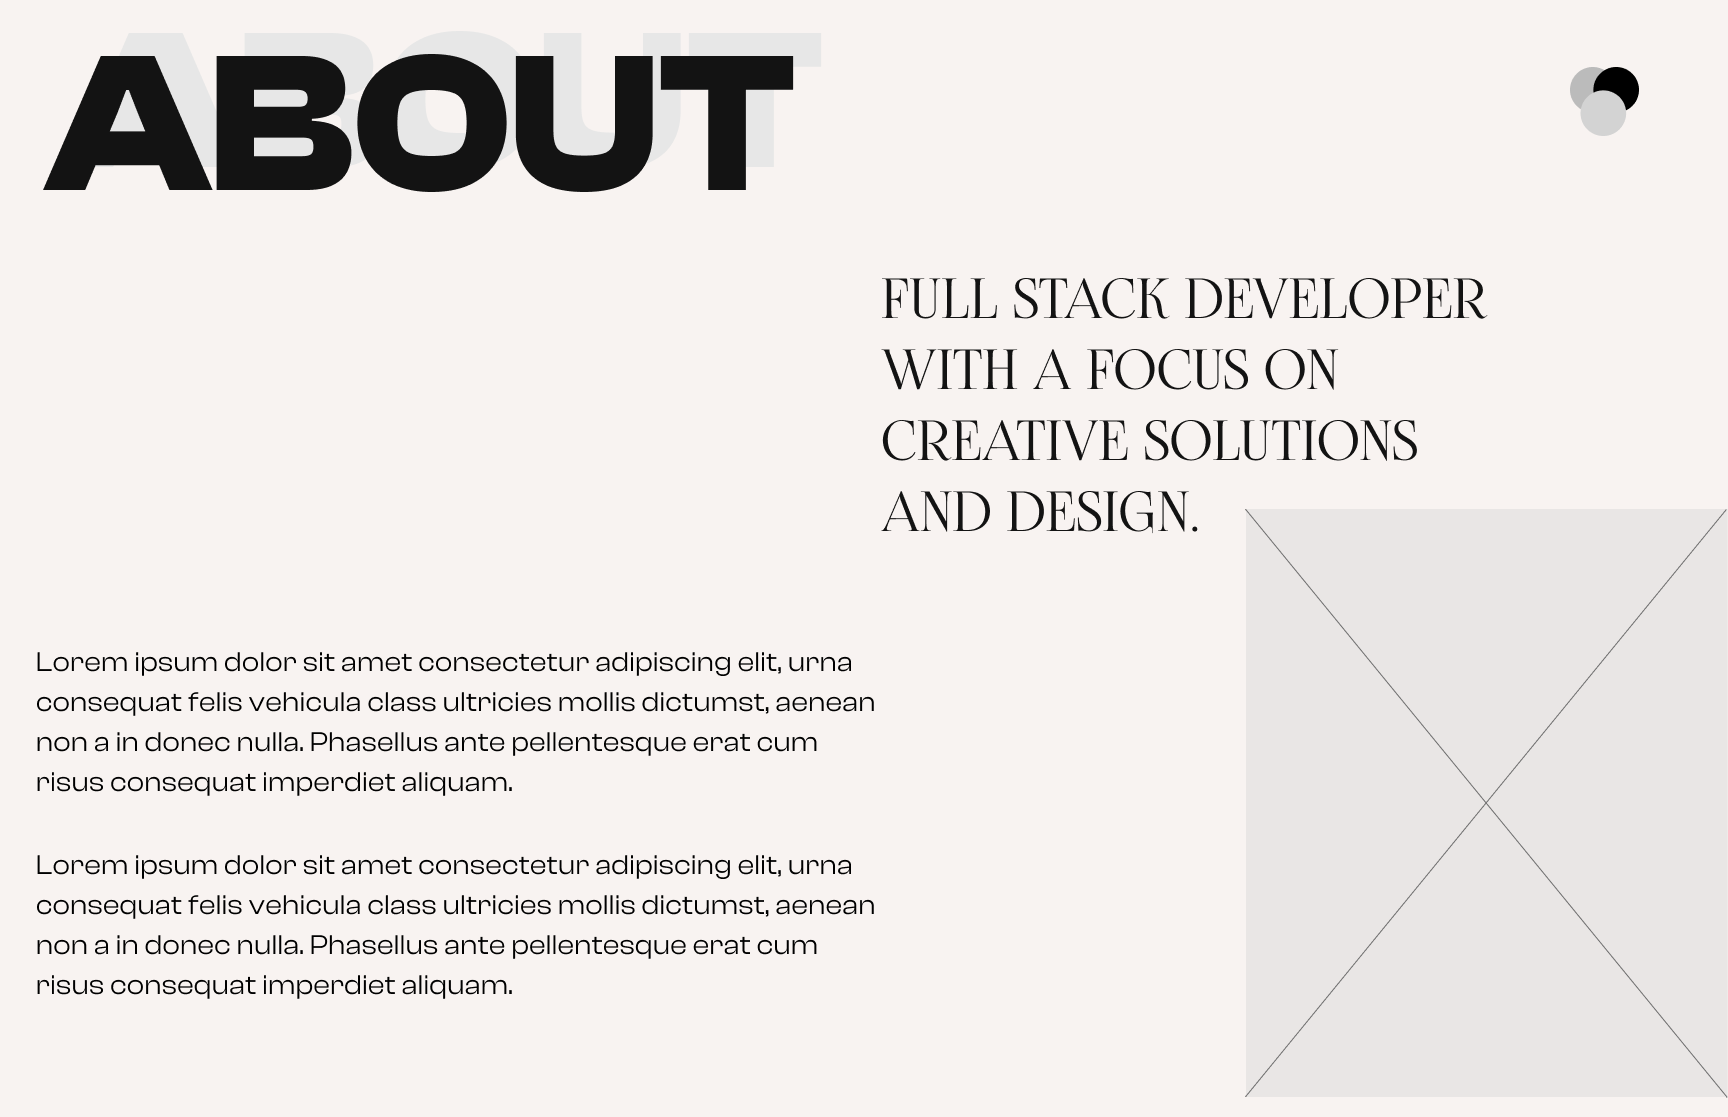 ABOUT
FULL STACK DEVELOPER
WITH A FOCUS ON
CREATIVE SOLUTIONS
AND DESIGN.
Lorem ipsum dolor sit amet consectetur adipiscing elit, urna
consequat felis vehicula class ultricies mollis dictumst, aenean
non a in donec nulla. Phasellus ante pellentesque erat cum
risus consequat imperdiet aliquam.
Lorem ipsum dolor sit amet consectetur adipiscing elit, urna
consequat felis vehicula class ultricies mollis dictumst, aenean
non a in donec nulla. Phasellus ante pellentesque erat cum
risus consequat imperdiet aliquam.